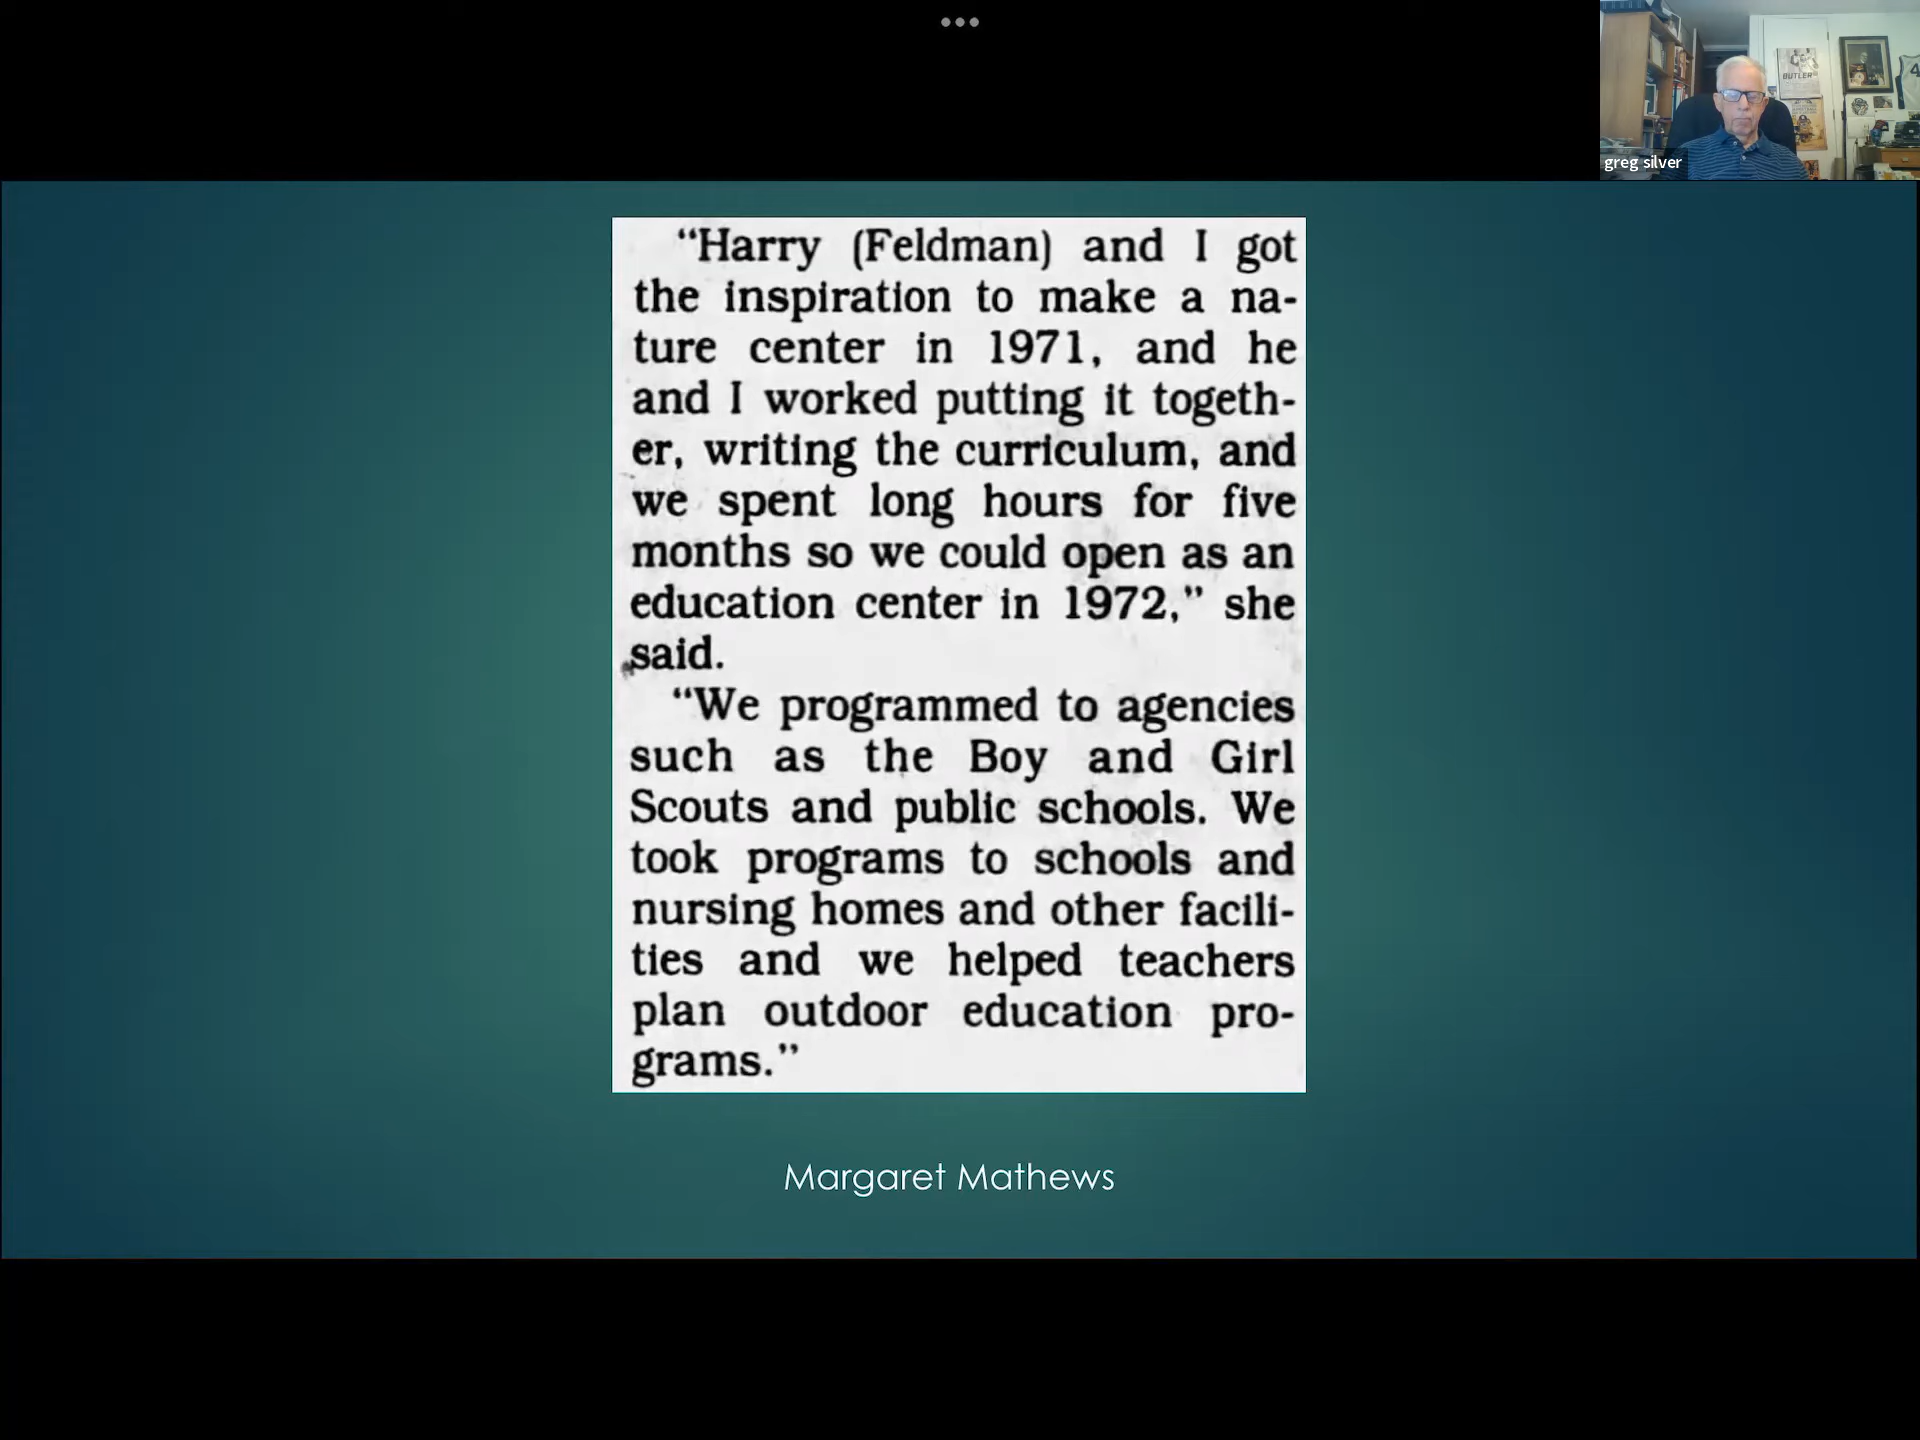 greg silver
BUTLER
4
“Harry (Feldman) and I got
the inspiration to make a na-
ture center in 1971, and he
and I worked putting it togeth-
er, writing the curriculum, and
we spent long hours for five
months so we could open as an
education center in 1972,” she
said.
“We programmed to agencies
such as the Boy and Girl
Scouts and public schools. We
took programs to schools and
nursing homes and other facili-
ties and we helped teachers
plan outdoor education pro-
grams.”
Margaret Mathews